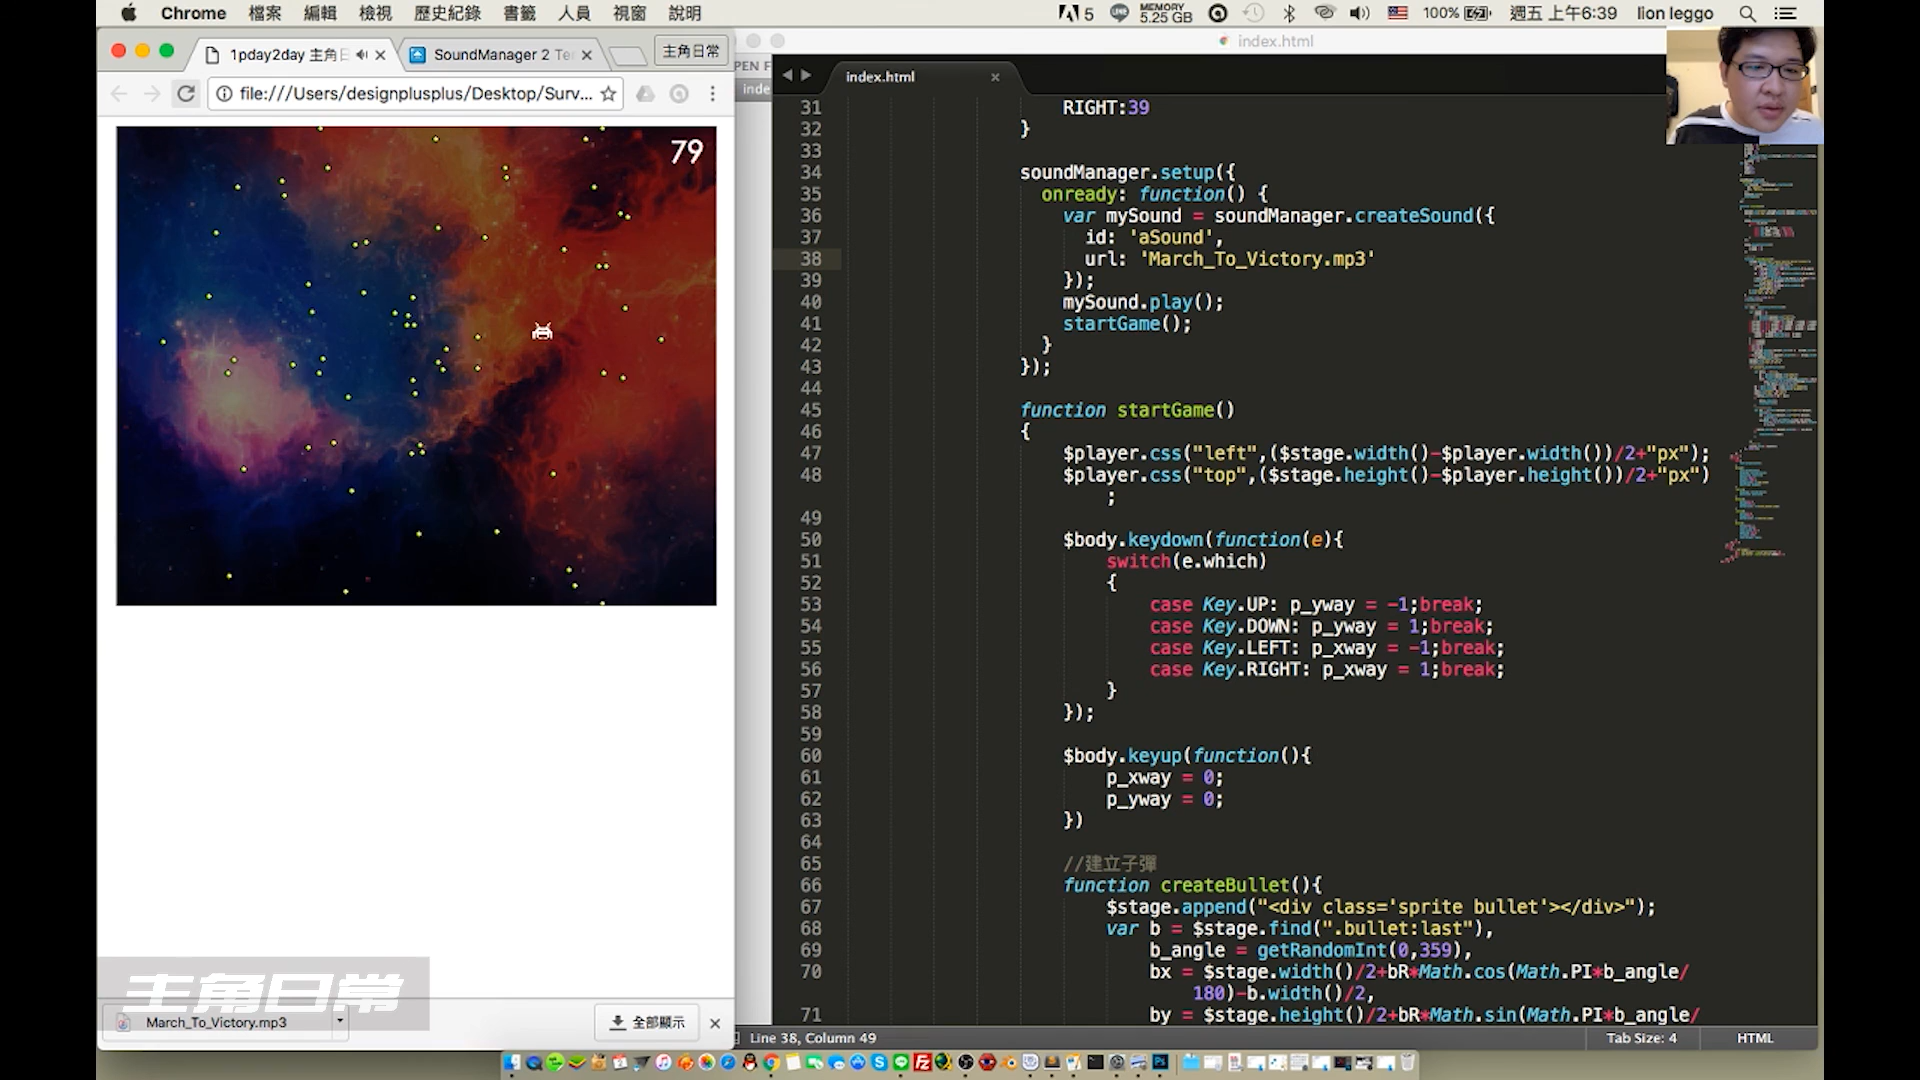 Chrome 檔案 編輯 檢視 歷史紀錄 書籤 人員 視窗 說明
5 MEMORY 5.25 GB 100% 週五 上午6:39 lion leggo
1pday2day 主角日
SoundManager 2 Te
主角日常
file:///Users/designplusplus/Desktop/Surv...
79
index.html
PEN F
inde
index.html
31 RIGHT:39
32 }
33
34 soundManager.setup({
35 onready: function() {
36 var mySound = soundManager.createSound({
37 id: 'aSound',
38 url: 'March_To_Victory.mp3'
39 });
40 mySound.play();
41 startGame();
42 }
43 });
44
45 function startGame()
46 {
47 $player.css("left",($stage.width()-$player.width())/2+"px");
48 $player.css("top",($stage.height()-$player.height())/2+"px")
;
49
50 $body.keydown(function(e){
51 switch(e.which)
52 {
53 case Key.UP: p_yway = -1;break;
54 case Key.DOWN: p_yway = 1;break;
55 case Key.LEFT: p_xway = -1;break;
56 case Key.RIGHT: p_xway = 1;break;
57 }
58 });
59
60 $body.keyup(function(){
61 p_xway = 0;
62 p_yway = 0;
63 })
64
65 //建立子彈
66 function createBullet(){
67 $stage.append("<div class='sprite bullet'></div>");
68 var b = $stage.find(".bullet:last"),
69 b_angle = getRandomInt(0,359),
70 bx = $stage.width()/2+bR*Math.cos(Math.PI*b_angle/
180)-b.width()/2,
71 by = $stage.height()/2+bR*Math.sin(Math.PI*b_angle/
主角日常
March_To_Victory.mp3
全部顯示
Line 38, Column 49
Tab Size: 4
HTML